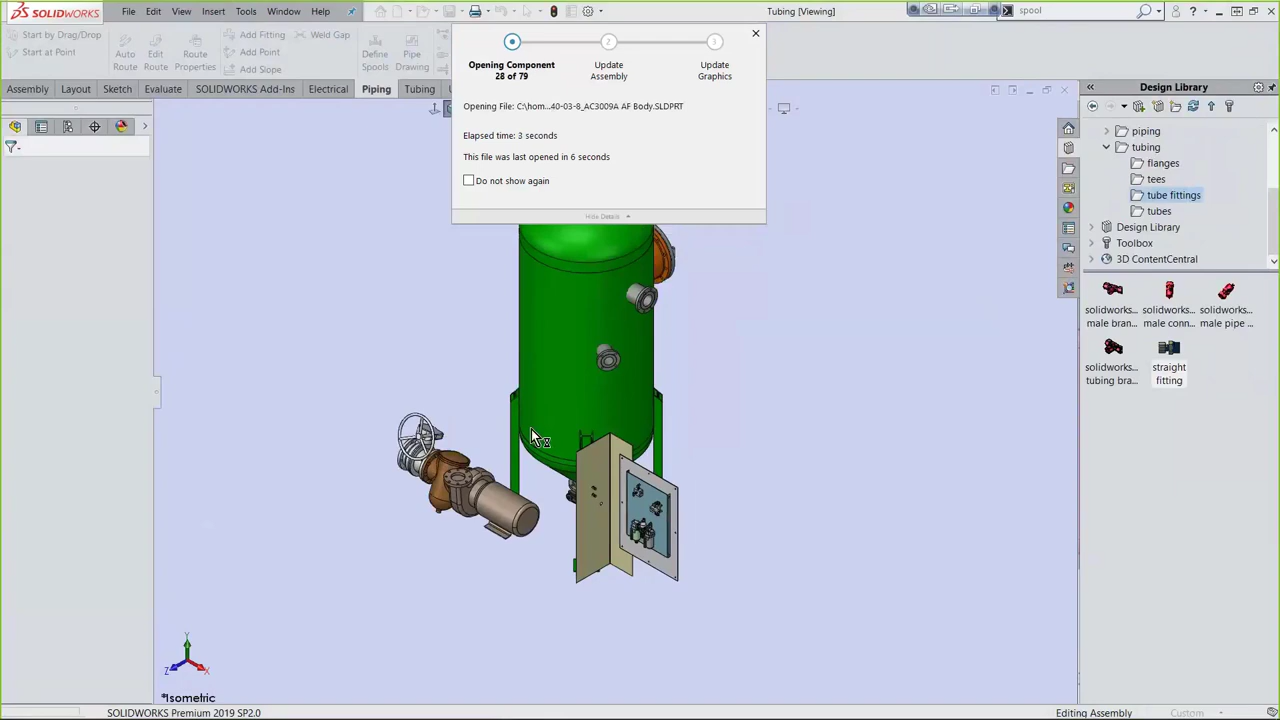 SOLIDWORKS
File Edit View Insert Tools Window Help
Tubing [Viewing]
spool
Start by Drag/Drop
Start at Point
Auto
Route
Edit
Route
Route
Properties
Add Fitting
Add Point
Add Slope
Weld Gap
Define
Spools
Pipe
Drawing
Assembly Layout Sketch Evaluate SOLIDWORKS Add-Ins Electrical Piping Tubing
1
2
3
Opening Component
28 of 79
Update
Assembly
Update
Graphics
Opening File: C:\hom...40-03-8_AC3009A AF Body.SLDPRT
Elapsed time: 3 seconds
This file was last opened in 6 seconds
Do not show again
Hide Details
Design Library
piping
tubing
flanges
tees
tube fittings
tubes
Design Library
Toolbox
3D ContentCentral
solidworks...
male bran...
solidworks...
male conn...
solidworks...
male pipe ...
solidworks...
tubing bra...
straight
fitting
Y
Z
X
*Isometric
SOLIDWORKS Premium 2019 SP2.0
Editing Assembly
Custom